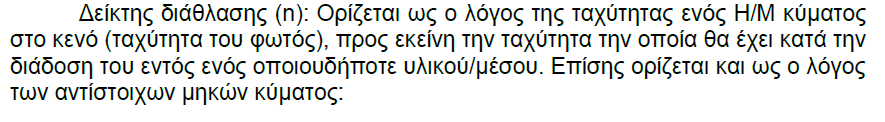 Δείκτης διάθλασης (n): Ορίζεται ως ο λόγος της ταχύτητας ενός Η/Μ κύματος
στο κενό (ταχύτητα του φωτός), προς εκείνη την ταχύτητα την οποία θα έχει κατά την
διάδοση του εντός ενός οποιουδήποτε υλικού/μέσου. Επίσης ορίζεται και ως ο λόγος
των αντίστοιχων μηκών κύματος: